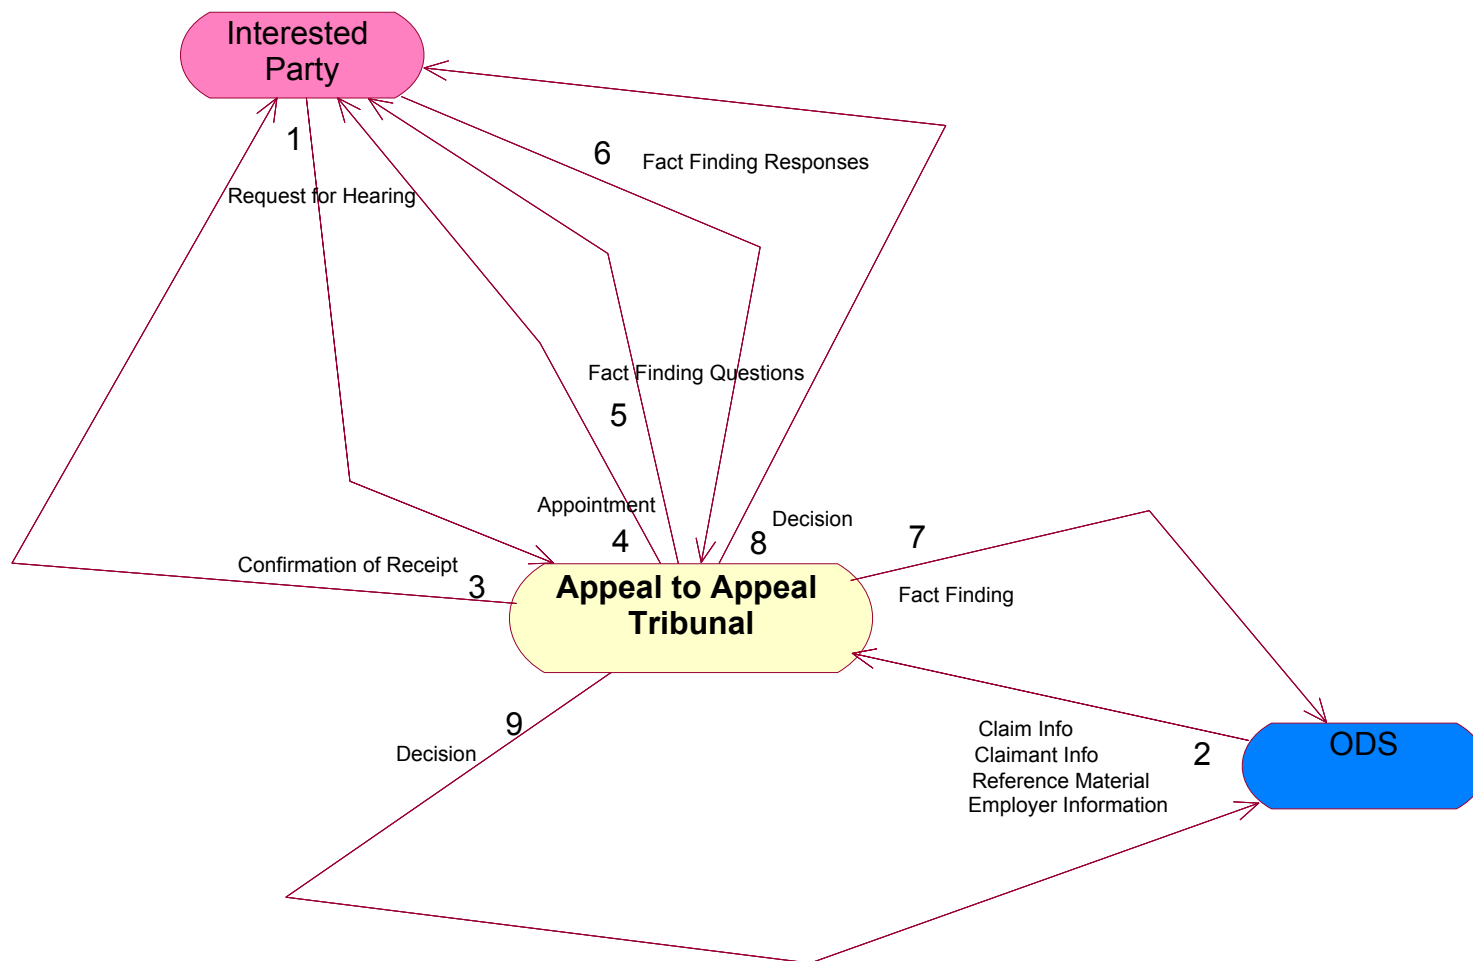 Interested
Party
1
6
Fact Finding Responses
Request for Hearing
Fact Finding Questions
5
Appointment
Decision
4
8
7
Confirmation of Receipt
3
Appeal to Appeal
Tribunal
Fact Finding
9
Decision
Claim Info
Claimant Info
Reference Material
Employer Information
2
ODS